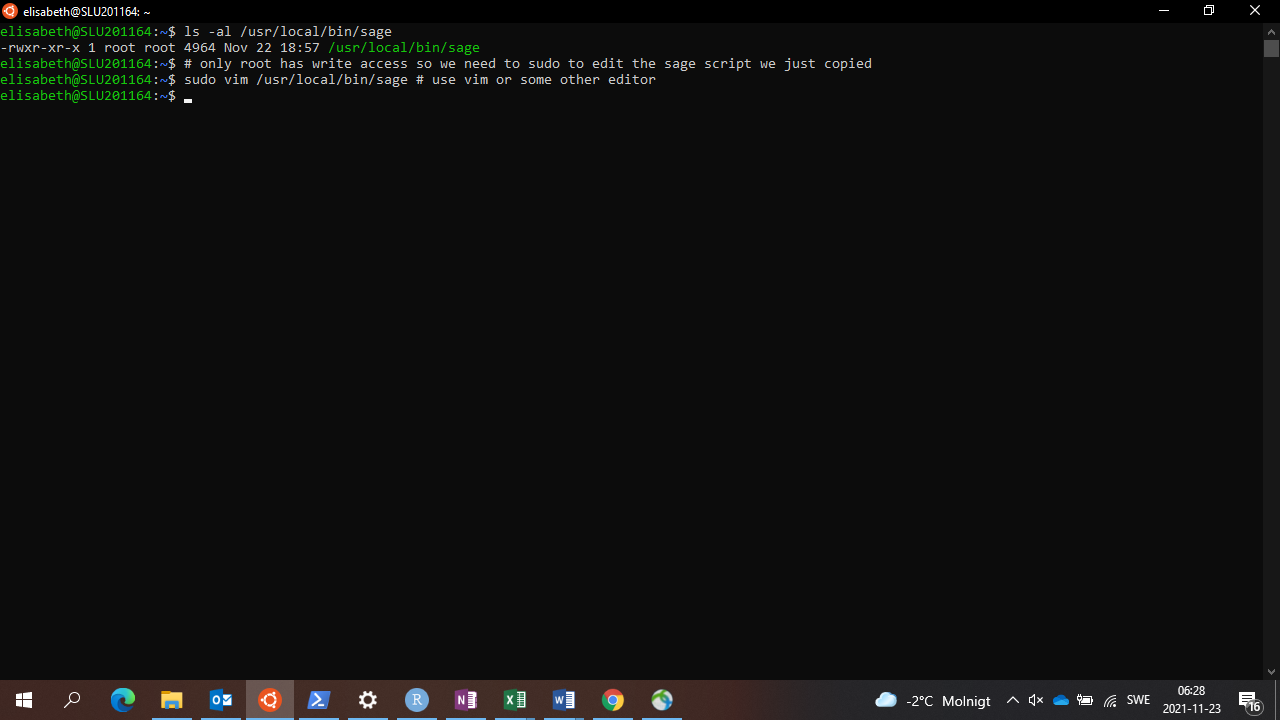 elisabeth@SLU201164: ~
elisabeth@SLU201164:~$ ls -al /usr/local/bin/sage
-rwxr-xr-x 1 root root 4964 Nov 22 18:57 /usr/local/bin/sage
elisabeth@SLU201164:~$ # only root has write access so we need to sudo to edit the sage script we just copied
elisabeth@SLU201164:~$ sudo vim /usr/local/bin/sage # use vim or some other editor
elisabeth@SLU201164:~$
-2°C Molnigt
SWE
06:28
2021-11-23
16